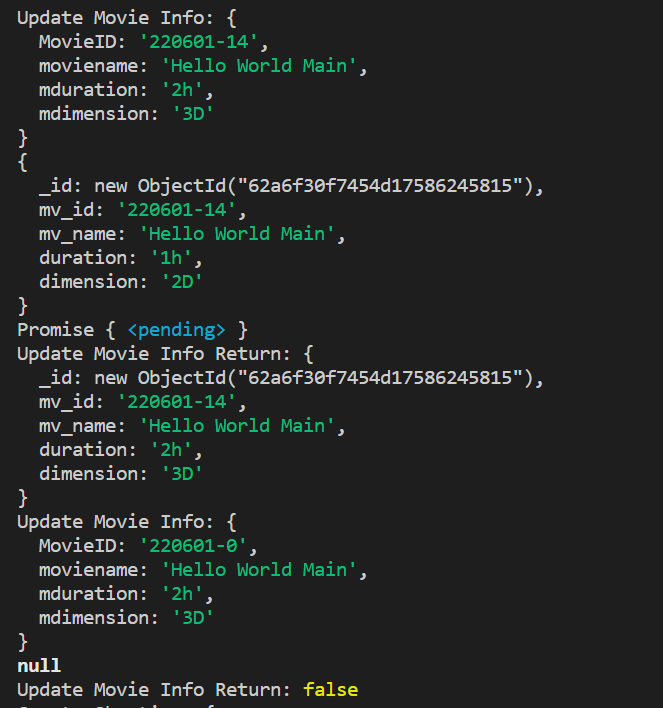 Update Movie Info: {
  MovieID: '220601-14',
  moviename: 'Hello World Main',
  mduration: '2h',
  mdimension: '3D'
}
{
  _id: new ObjectId("62a6f30f7454d17586245815"),
  mv_id: '220601-14',
  mv_name: 'Hello World Main',
  duration: '1h',
  dimension: '2D'
}
Promise { <pending> }
Update Movie Info Return: {
  _id: new ObjectId("62a6f30f7454d17586245815"),
  mv_id: '220601-14',
  mv_name: 'Hello World Main',
  duration: '2h',
  dimension: '3D'
}
Update Movie Info: {
  MovieID: '220601-0',
  moviename: 'Hello World Main',
  mduration: '2h',
  mdimension: '3D'
}
null
Update Movie Info Return: false